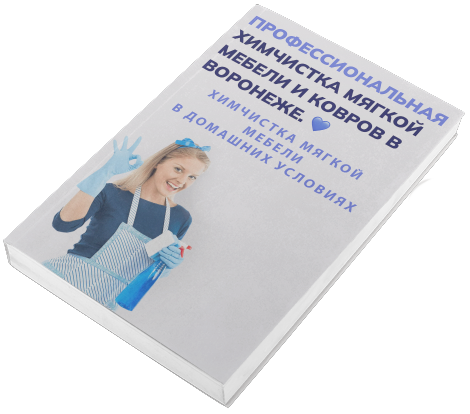 ПРОФЕССИОНАЛЬНАЯ
ХИМЧИСТКА МЯГКОЙ
МЕБЕЛИ И КОВРОВ В
ВОРОНЕЖЕ. 💙
ХИМЧИСТКА МЯГКОЙ
МЕБЕЛИ
В ДОМАШНИХ УСЛОВИЯХ